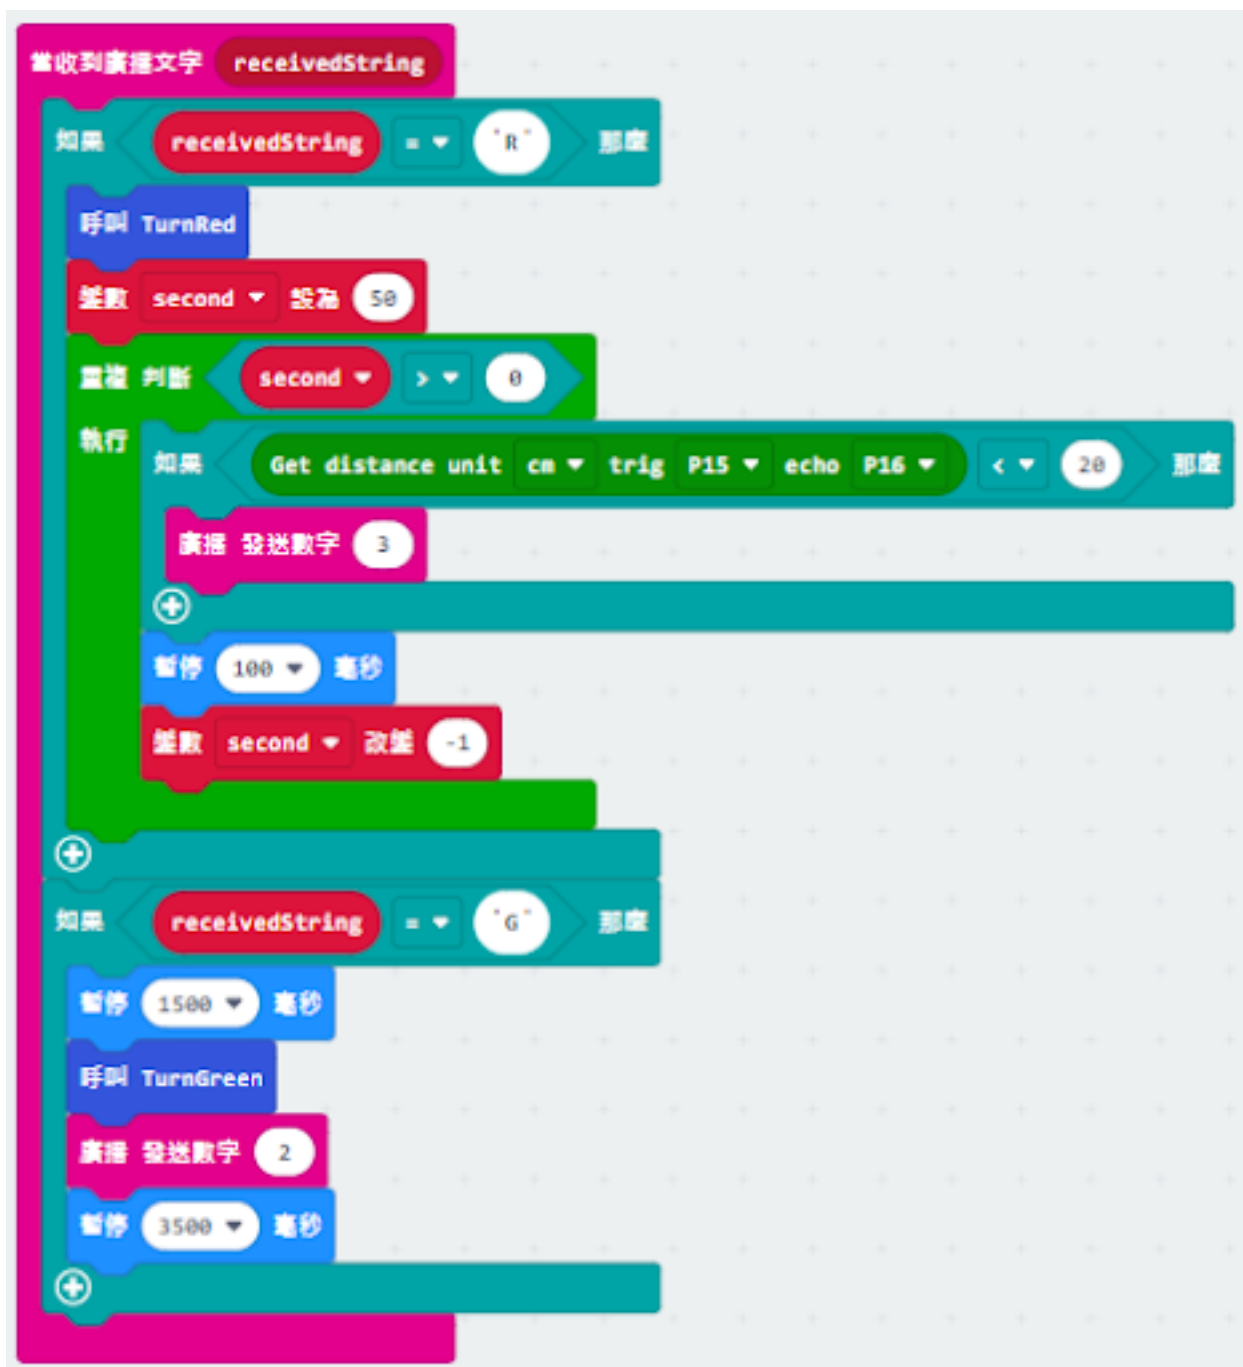 當收到廣播文字 receivedString
如果 receivedString = "R" 那麼
呼叫 TurnRed
變數 second 設為 50
重複 判斷 second > 0
執行 如果 Get distance unit cm trig P15 echo P16 < 20 那麼
廣播 發送數字 3
暫停 100 毫秒
變數 second 改變 -1
如果 receivedString = "G" 那麼
暫停 1500 毫秒
呼叫 TurnGreen
廣播 發送數字 2
暫停 3500 毫秒